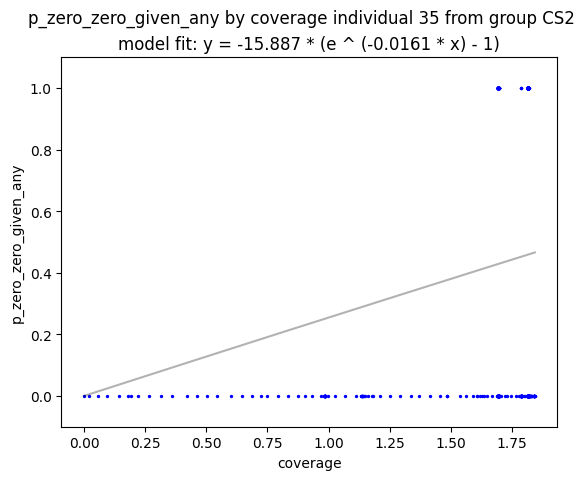 p_zero_zero_given_any by coverage individual 35 from group CS2
model fit: y = -15.887 * (e ^ (-0.0161 * x) - 1)
1.0
0.8
0.6
0.4
0.2
0.0
p_zero_zero_given_any
0.00 0.25 0.50 0.75 1.00 1.25 1.50 1.75
coverage